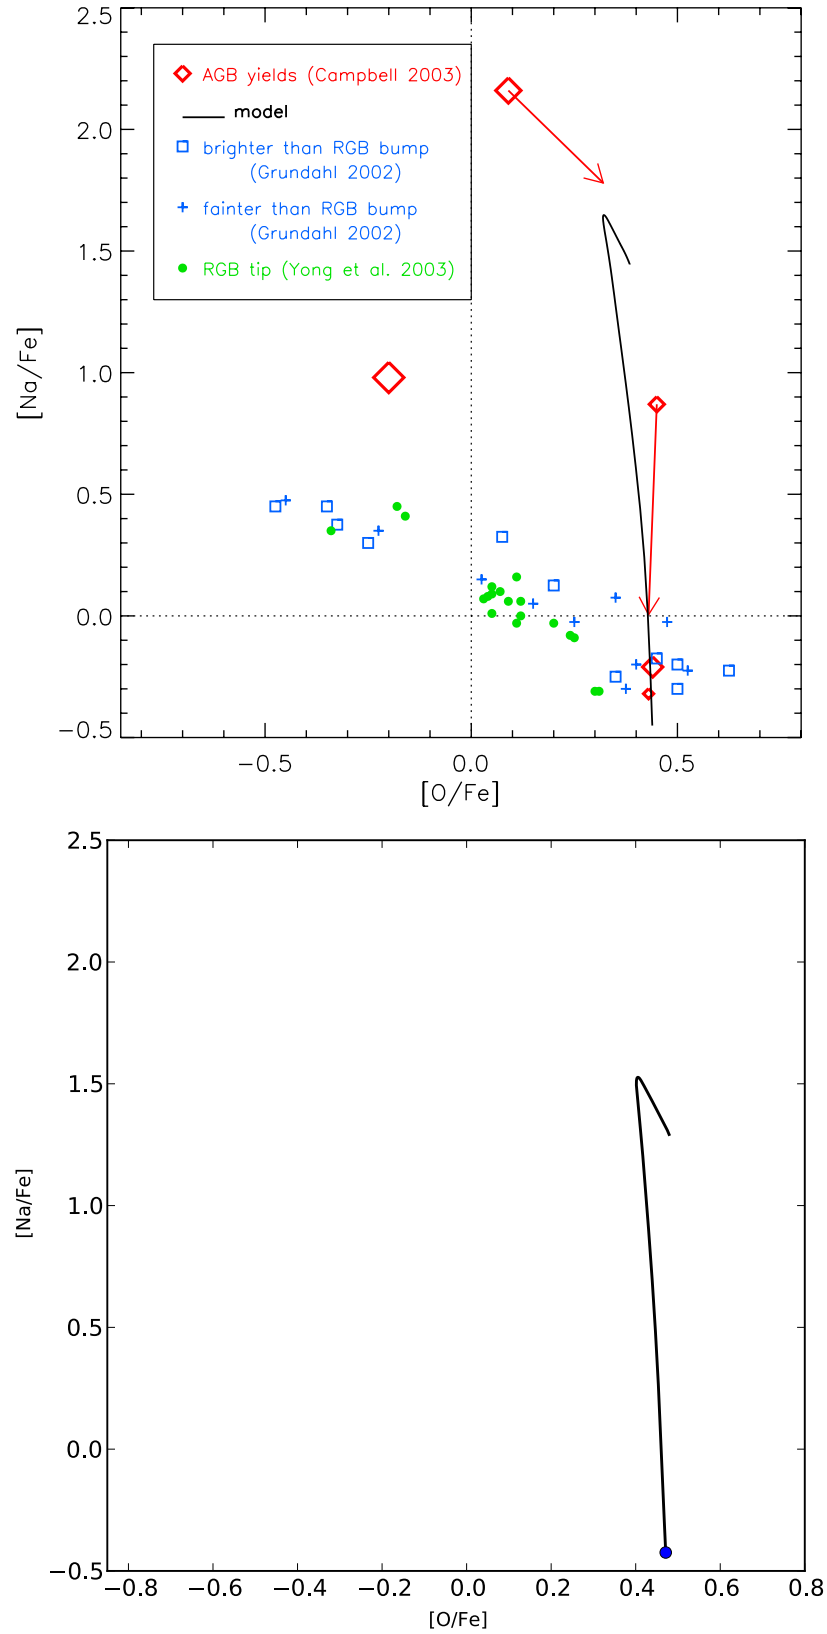 2.5
2.0
1.5
1.0
0.5
0.0
−0.5
[Na/Fe]
AGB yields (Campbell 2003)
model
brighter than RGB bump
(Grundahl 2002)
fainter than RGB bump
(Grundahl 2002)
RGB tip (Yong et al. 2003)
−0.5 0.0 0.5
[O/Fe]
2.5
2.0
1.5
1.0
0.5
0.0
−0.5
[Na/Fe]
−0.8 −0.6 −0.4 −0.2 0.0 0.2 0.4 0.6 0.8
[O/Fe]